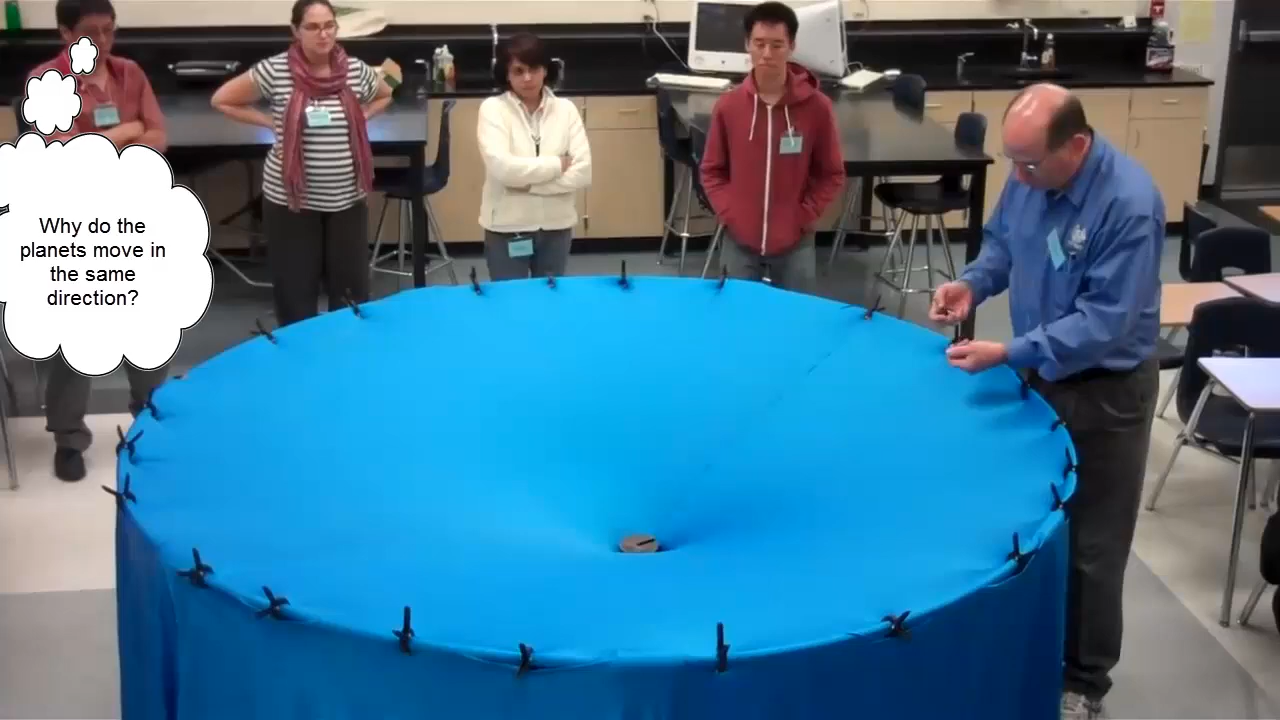 Why do the
planets move in
the same
direction?